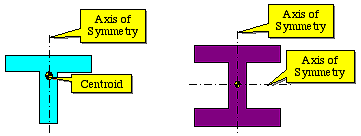 Axis of
Symmetry
Centroid
Axis of
Symmetry
Axis of
Symmetry